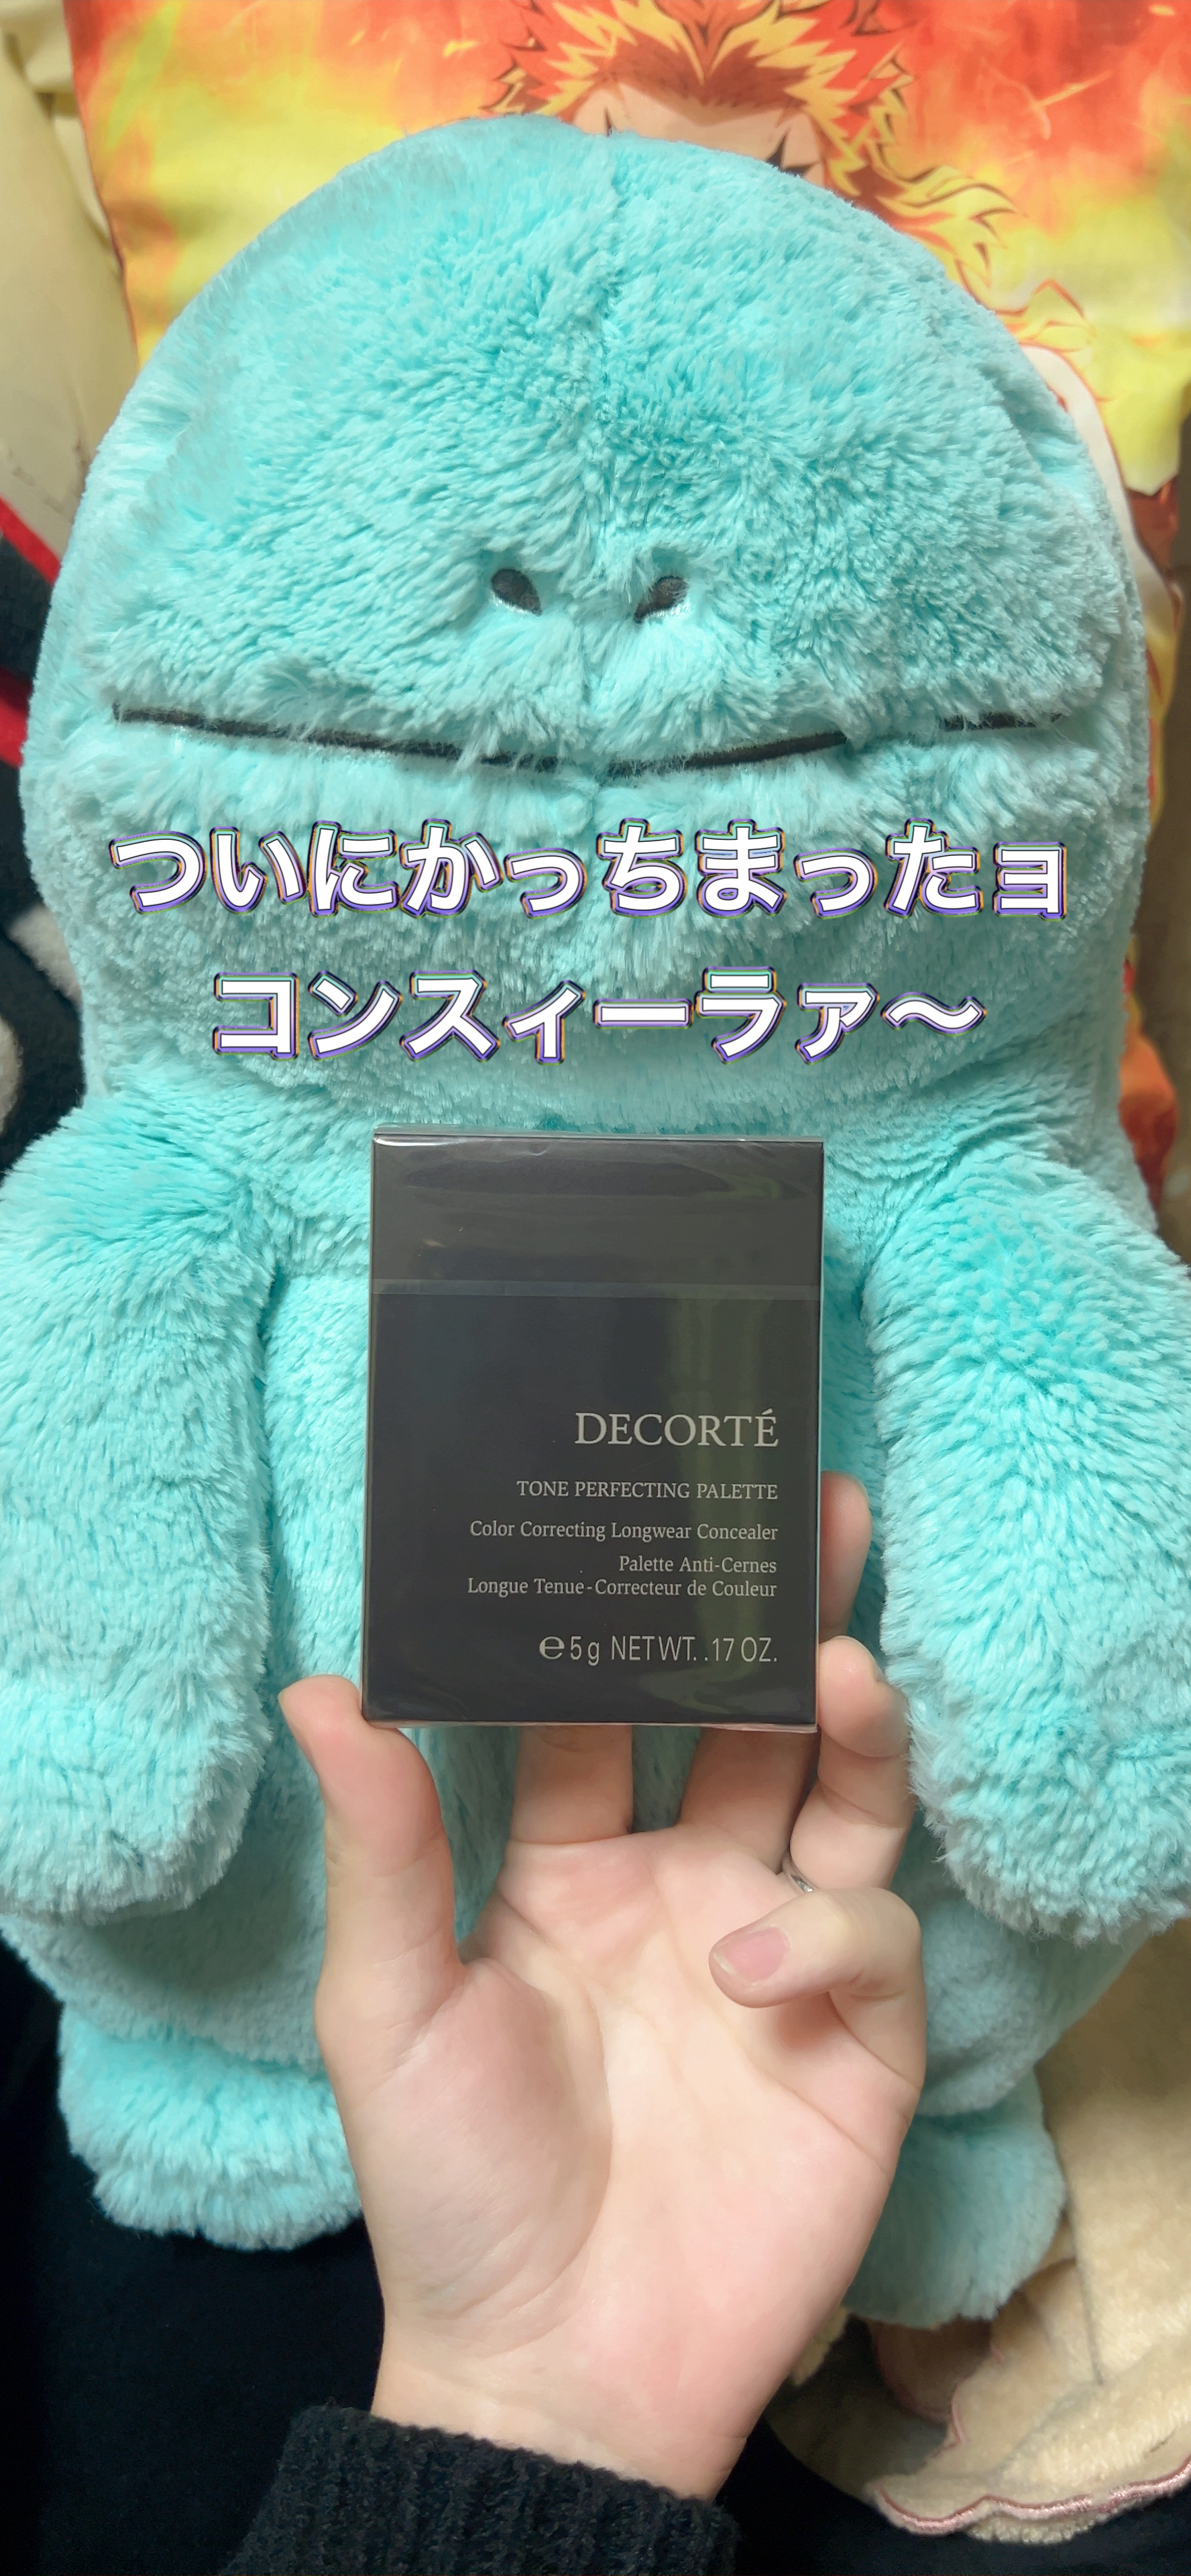 ついにかっちまったョ
コンスィーラァ〜
DECORTÉ
TONE PERFECTING PALETTE
Color Correcting Longwear Concealer
Palette Anti-Cernes
Longue Tenue-Correcteur de Couleur
℮5g NET WT. .17 OZ.